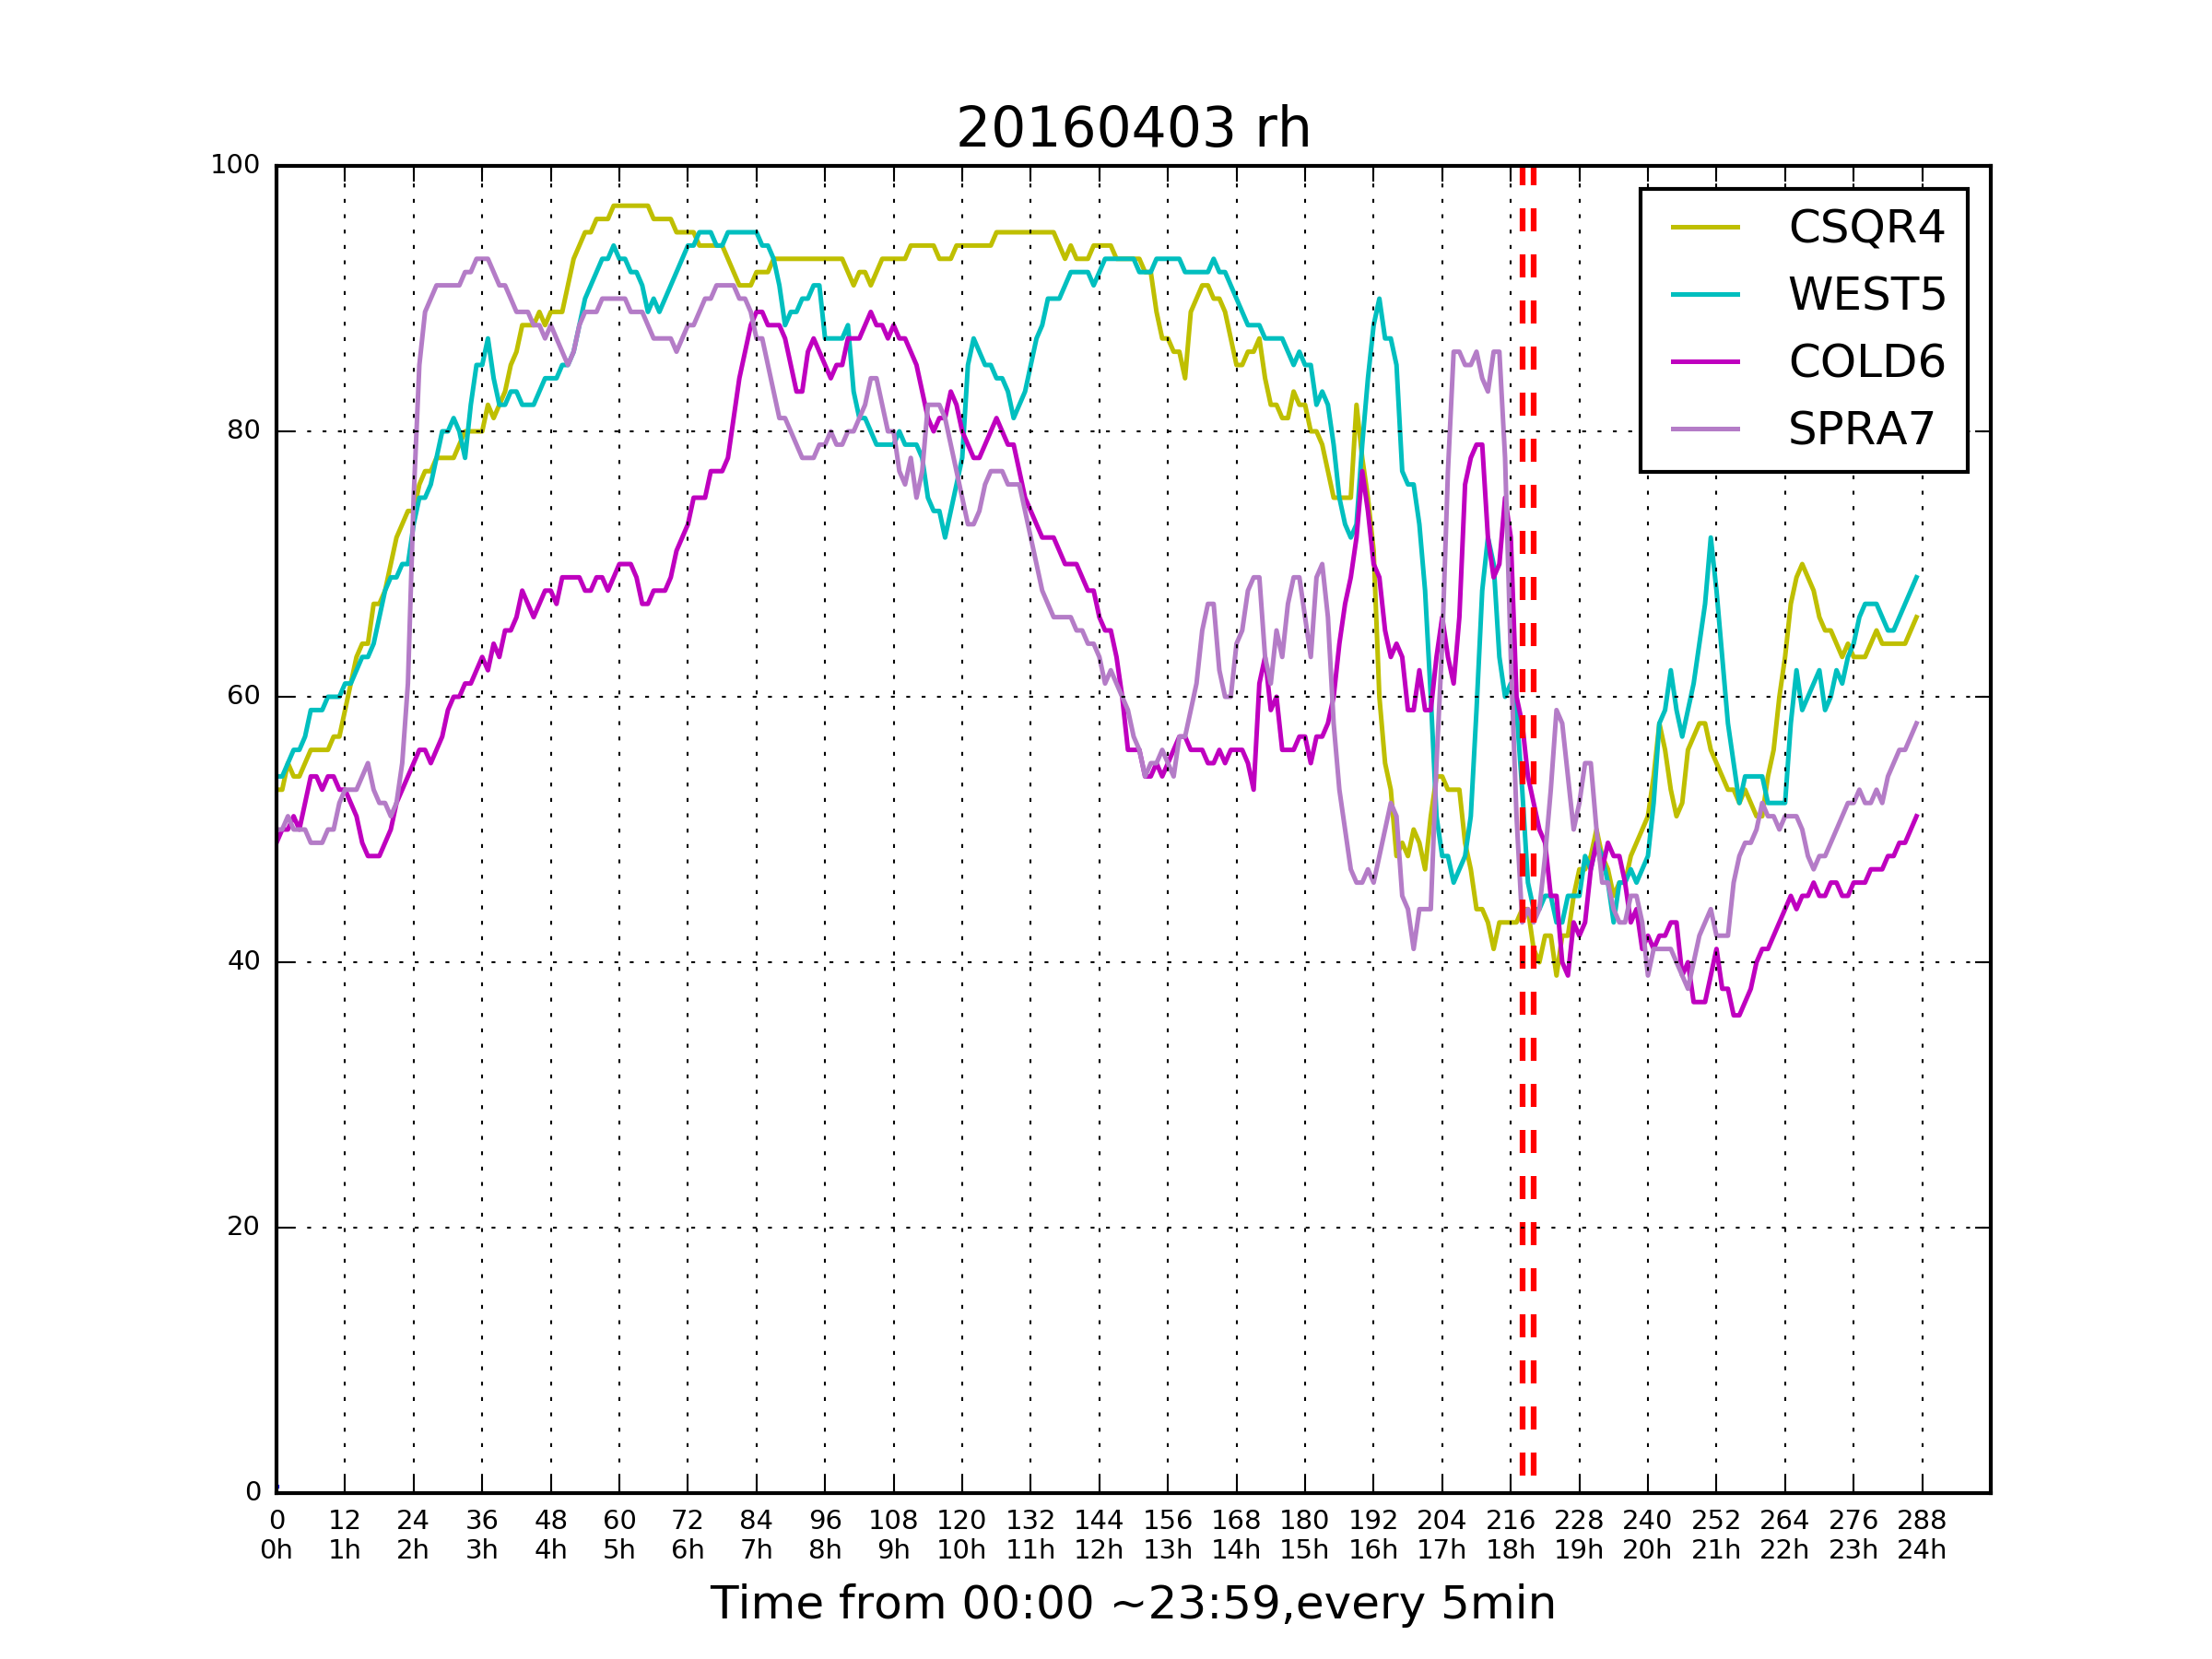 20160403 rh
100
80
60
40
20
0
CSQR4
WEST5
COLD6
SPRA7
0 12 24 36 48 60 72 84 96 108 120 132 144 156 168 180 192 204 216 228 240 252 264 276 288
0h 1h 2h 3h 4h 5h 6h 7h 8h 9h 10h 11h 12h 13h 14h 15h 16h 17h 18h 19h 20h 21h 22h 23h 24h
Time from 00:00 ~23:59,every 5min